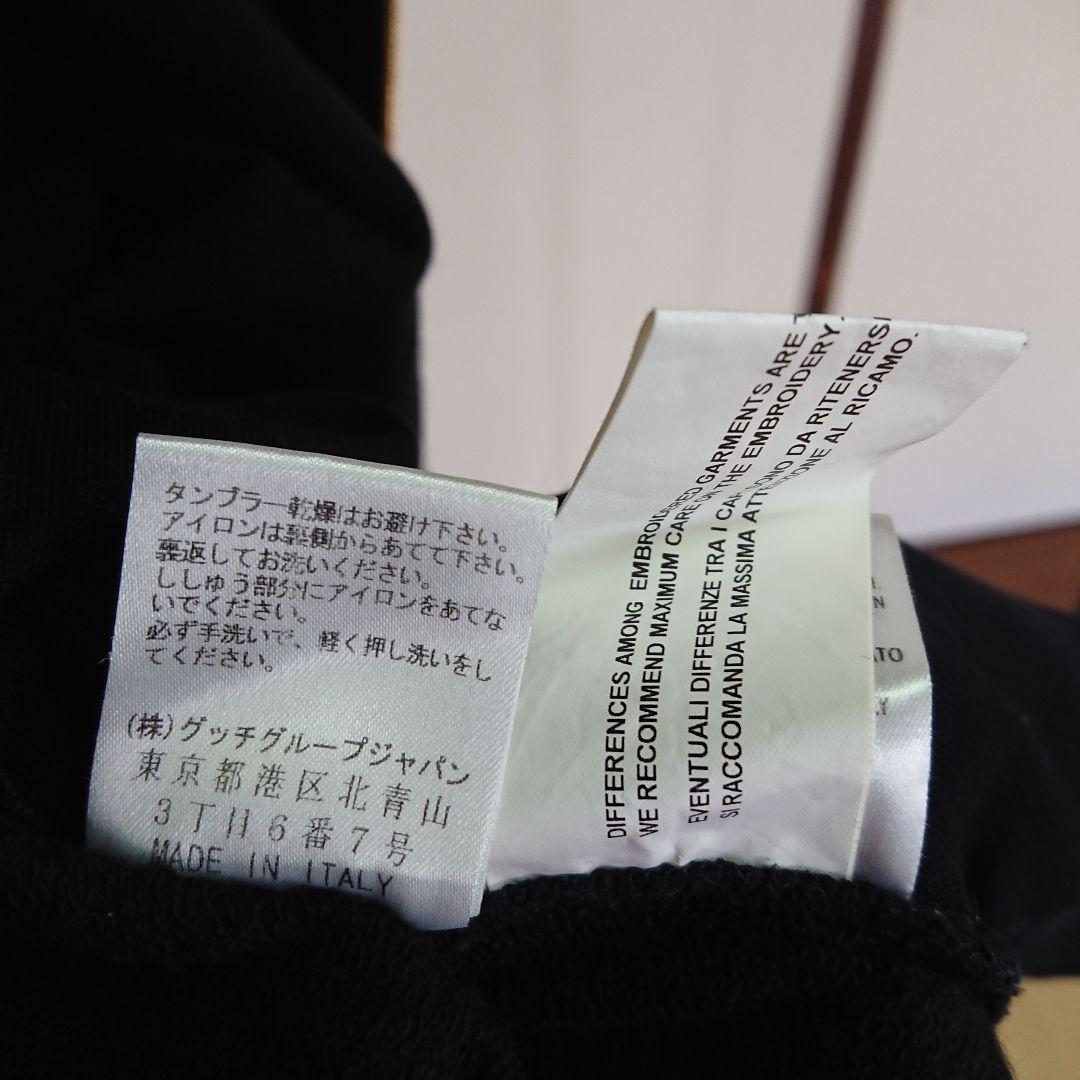 タンブラー乾燥はお避け下さい。
アイロンは裏側からあてて下さい。
裏返してお洗いください。
ししゅう部分にアイロンをあてな
いでください。
必ず手洗いで、軽く押し洗いをし
てください。
(株)グッチグループジャパン
東京都港区北青山
3丁目6番7号
MADE IN ITALY
DIFFERENCES AMONG EMBROIDERED GARMENTS ARE
WE RECOMMEND MAXIMUM CARE ON THE EMBROIDERY
EVENTUALI DIFFERENZE TRA I CAPI SONO DA RITENERSI
SI RACCOMANDA LA MASSIMA ATTENZIONE AL RICAMO.